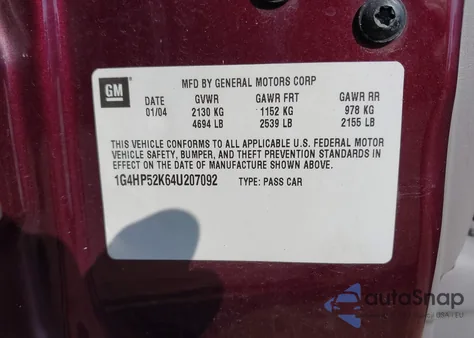 GM
MFD BY GENERAL MOTORS CORP
DATE GVWR GAWR FRT GAWR RR
01/04 2130 KG 1152 KG 978 KG
4694 LB 2539 LB 2155 LB
THIS VEHICLE CONFORMS TO ALL APPLICABLE U.S. FEDERAL MOTOR
VEHICLE SAFETY, BUMPER, AND THEFT PREVENTION STANDARDS IN
EFFECT ON THE DATE OF MANUFACTURE SHOWN ABOVE.
1G4HP52K64U207092 TYPE: PASS CAR
autoSnap